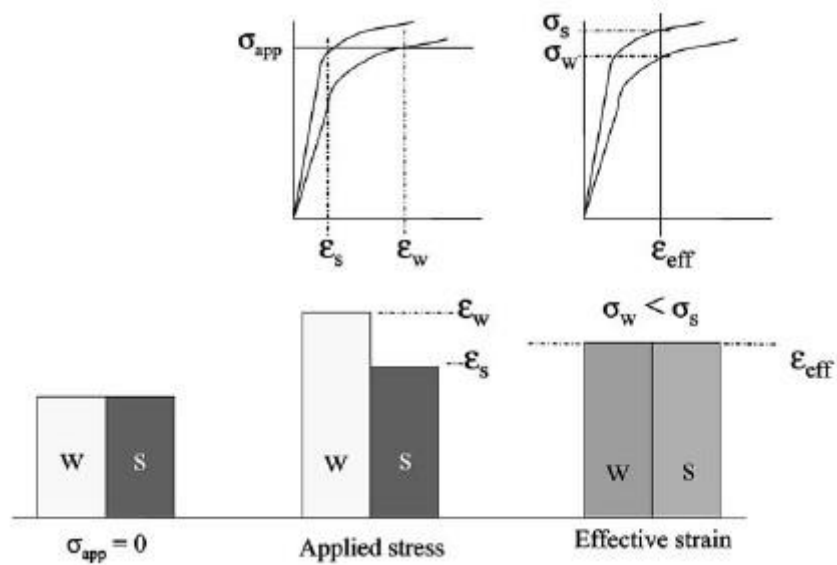 σapp
εs
εw
σs
σw
εeff
εw
εs
σw < σs
εeff
w
s
w
s
w
s
σapp = 0
Applied stress
Effective strain